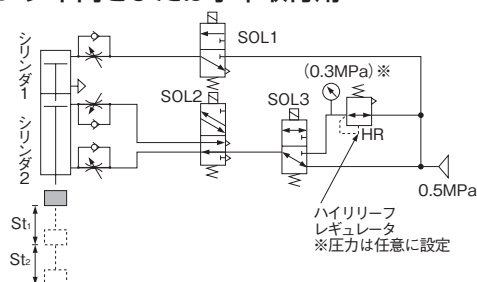 シリンダ1
シリンダ2
SOL1
SOL2
SOL3
(0.3MPa)※
HR
0.5MPa
ハイリリーフ
レギュレータ
※圧力は任意に設定
St₁
St₂